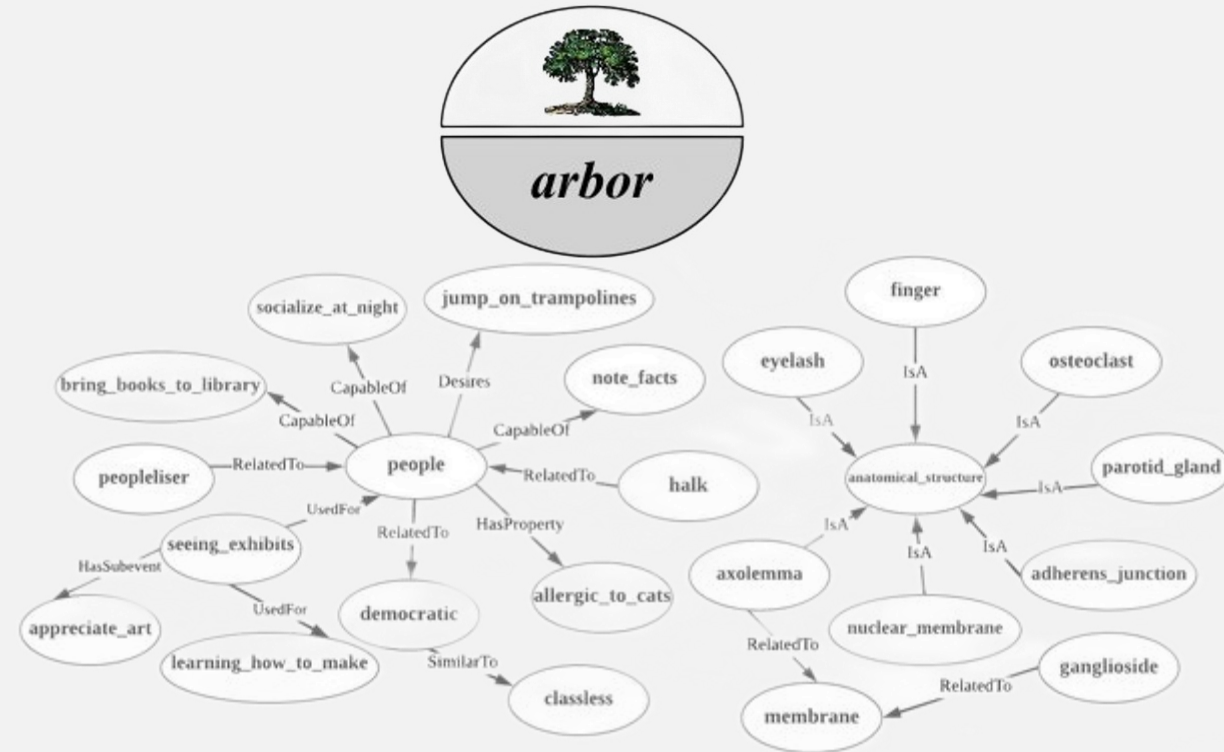 arbor
finger
socialize_at_night
jump_on_trampolines
eyelash
osteoclast
bring_books_to_library
CapableOf
Desires
note_facts
IsA
CapableOf
CapableOf
IsA
IsA
peopleliser
RelatedTo
people
RelatedTo
halk
anatomical_structure
parotid_gland
IsA
UsedFor
RelatedTo
HasProperty
IsA
seeing_exhibits
IsA
IsA
HasSubevent
axolemma
adherens_junction
allergic_to_cats
UsedFor
democratic
appreciate_art
nuclear_membrane
learning_how_to_make
SimilarTo
RelatedTo
ganglioside
RelatedTo
classless
membrane